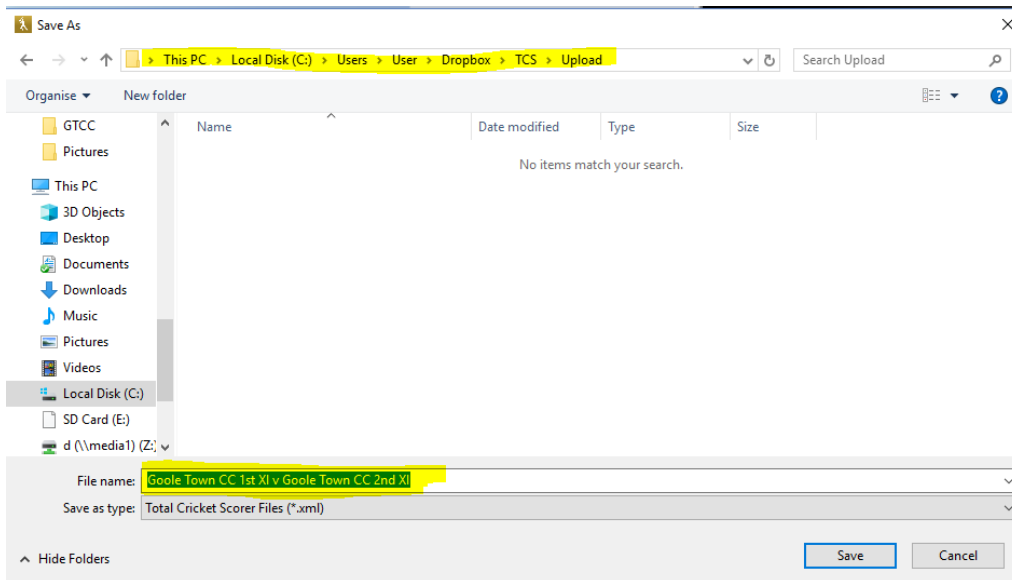 Save As
This PC > Local Disk (C:) > Users > User > Dropbox > TCS > Upload
Search Upload
Organise
New folder
Name
Date modified
Type
Size
No items match your search.
GTCC
Pictures
This PC
3D Objects
Desktop
Documents
Downloads
Music
Pictures
Videos
Local Disk (C:)
SD Card (E:)
d (\\media1) (Z:)
File name: Goole Town CC 1st XI v Goole Town CC 2nd XI
Save as type: Total Cricket Scorer Files (*.xml)
Hide Folders
Save
Cancel